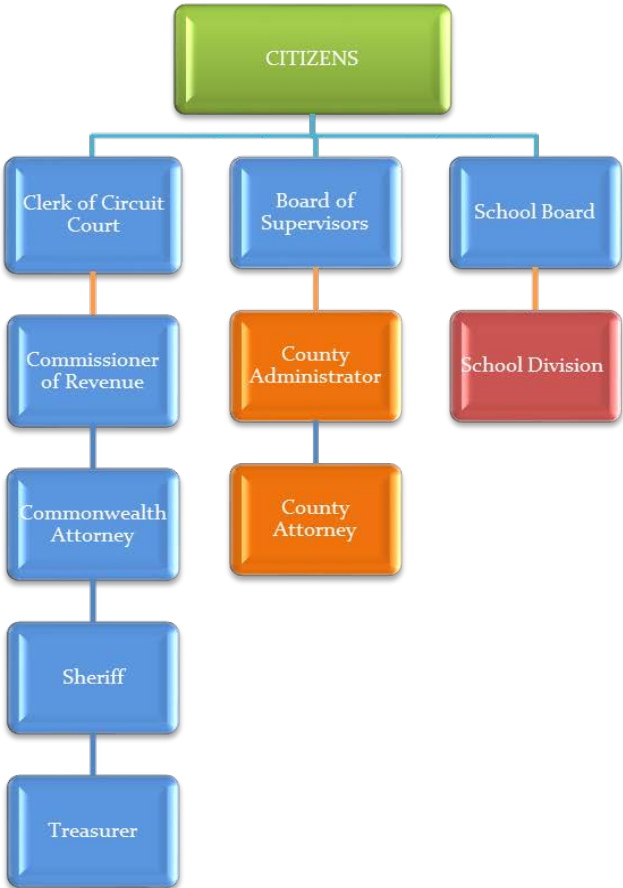 CITIZENS
Clerk of Circuit
Court
Board of
Supervisors
School Board
Commissioner
of Revenue
County
Administrator
School Division
Commonwealth
Attorney
County
Attorney
Sheriff
Treasurer